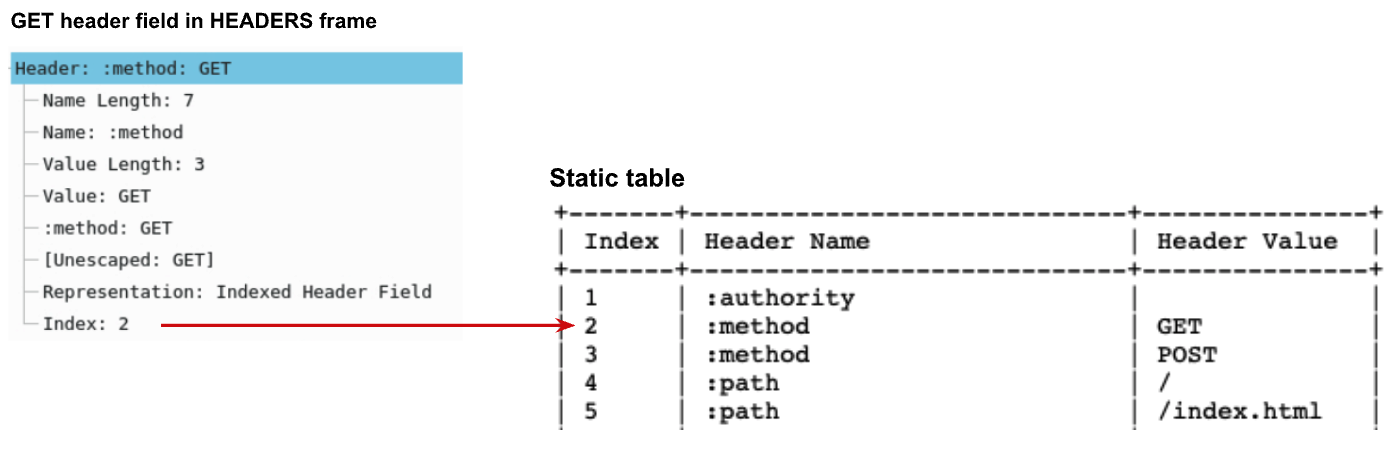 GET header field in HEADERS frame
Header: :method: GET
Name Length: 7
Name: :method
Value Length: 3
Value: GET
:method: GET
[Unescaped: GET]
Representation: Indexed Header Field
Index: 2
Static table
+-------+-----------------------------+---------------+
| Index | Header Name                 | Header Value  |
+-------+-----------------------------+---------------+
| 1     | :authority                  |               |
| 2     | :method                     | GET           |
| 3     | :method                     | POST          |
| 4     | :path                       | /             |
| 5     | :path                       | /index.html   |